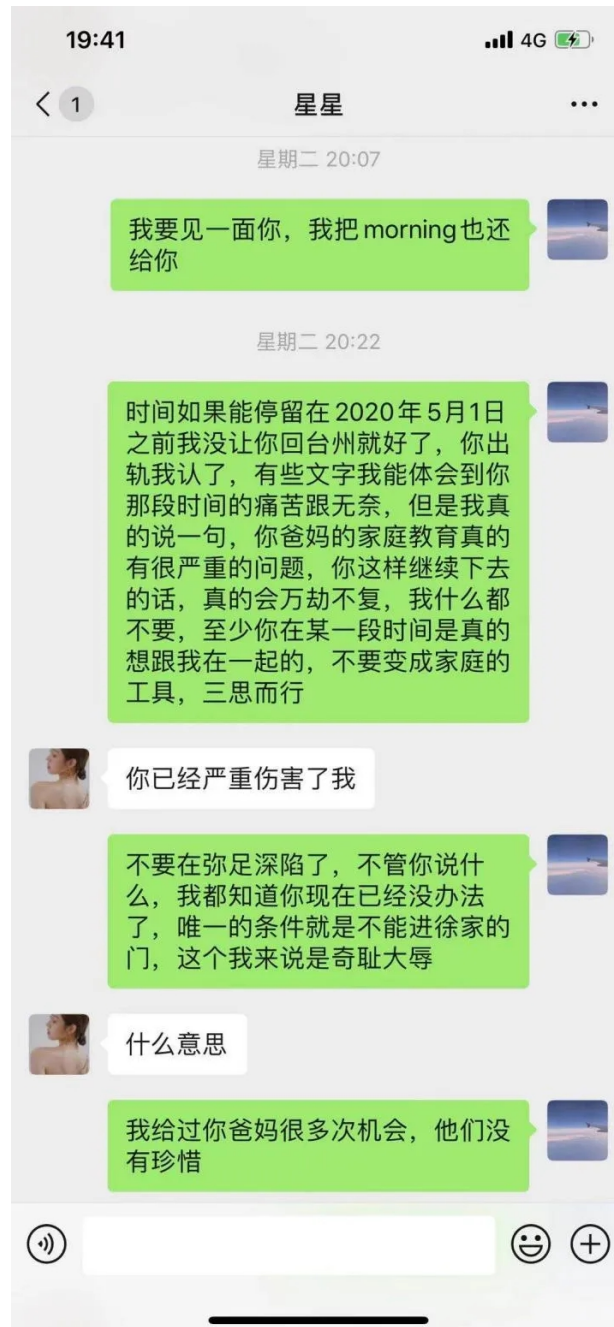 19:41
4G
1
星星
星期二 20:07
我要见一面你，我把morning也还
给你
星期二 20:22
时间如果能停留在2020年5月1日
之前我没让你回台州就好了，你出
轨我认了，有些文字我能体会到你
那段时间的痛苦跟无奈，但是我真
的说一句，你爸妈的家庭教育真的
有很严重的问题，你这样继续下去
的话，真的会万劫不复，我什么都
不要，至少你在某一段时间是真的
想跟我在一起的，不要变成家庭的
工具，三思而行
你已经严重伤害了我
不要在弥足深陷了，不管你说什
么，我都知道你现在已经没办法
了，唯一的条件就是不能进徐家的
门，这个我来说是奇耻大辱
什么意思
我给过你爸妈很多次机会，他们没
有珍惜